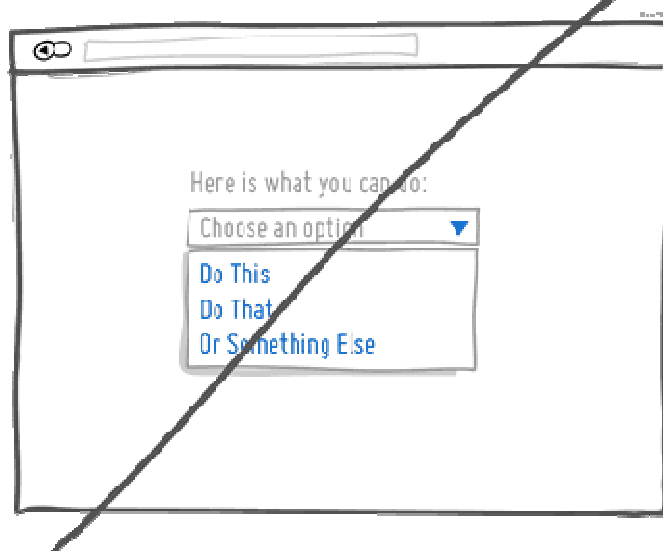 Here is what you can do:
Choose an option
Do This
Do That
Or Something Else